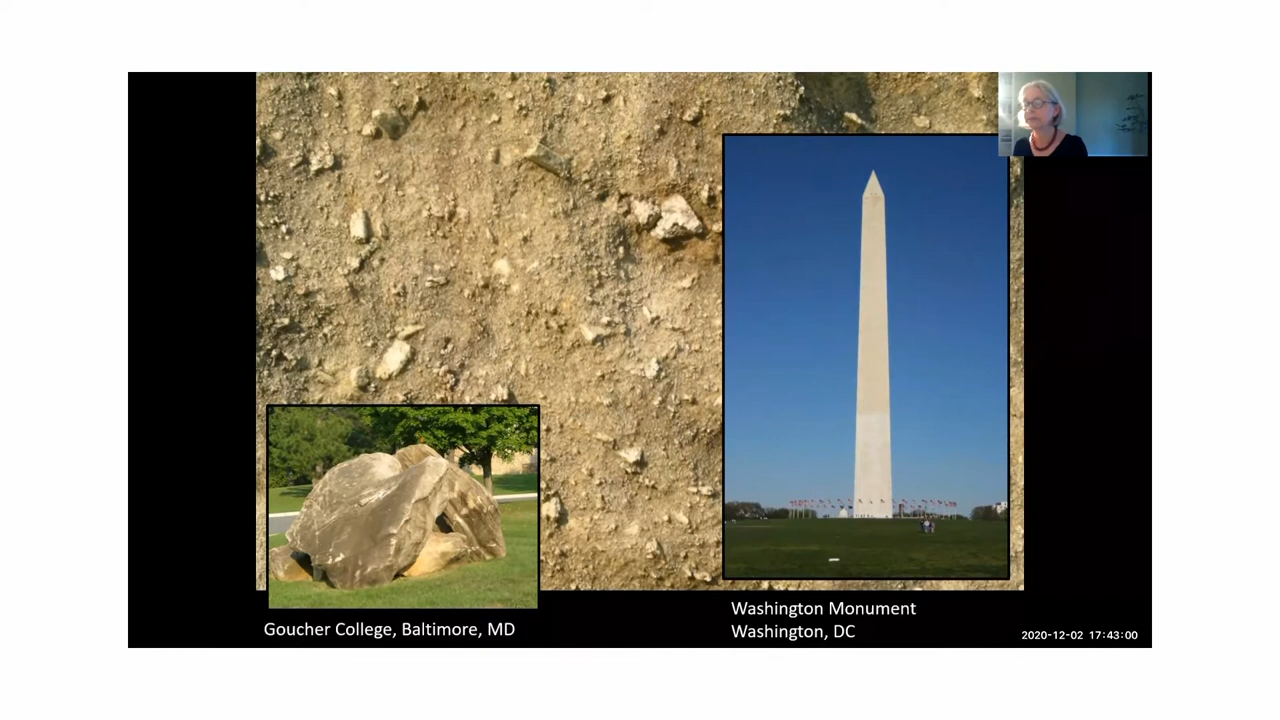 Goucher College, Baltimore, MD
Washington Monument
Washington, DC
2020-12-02 17:43:00